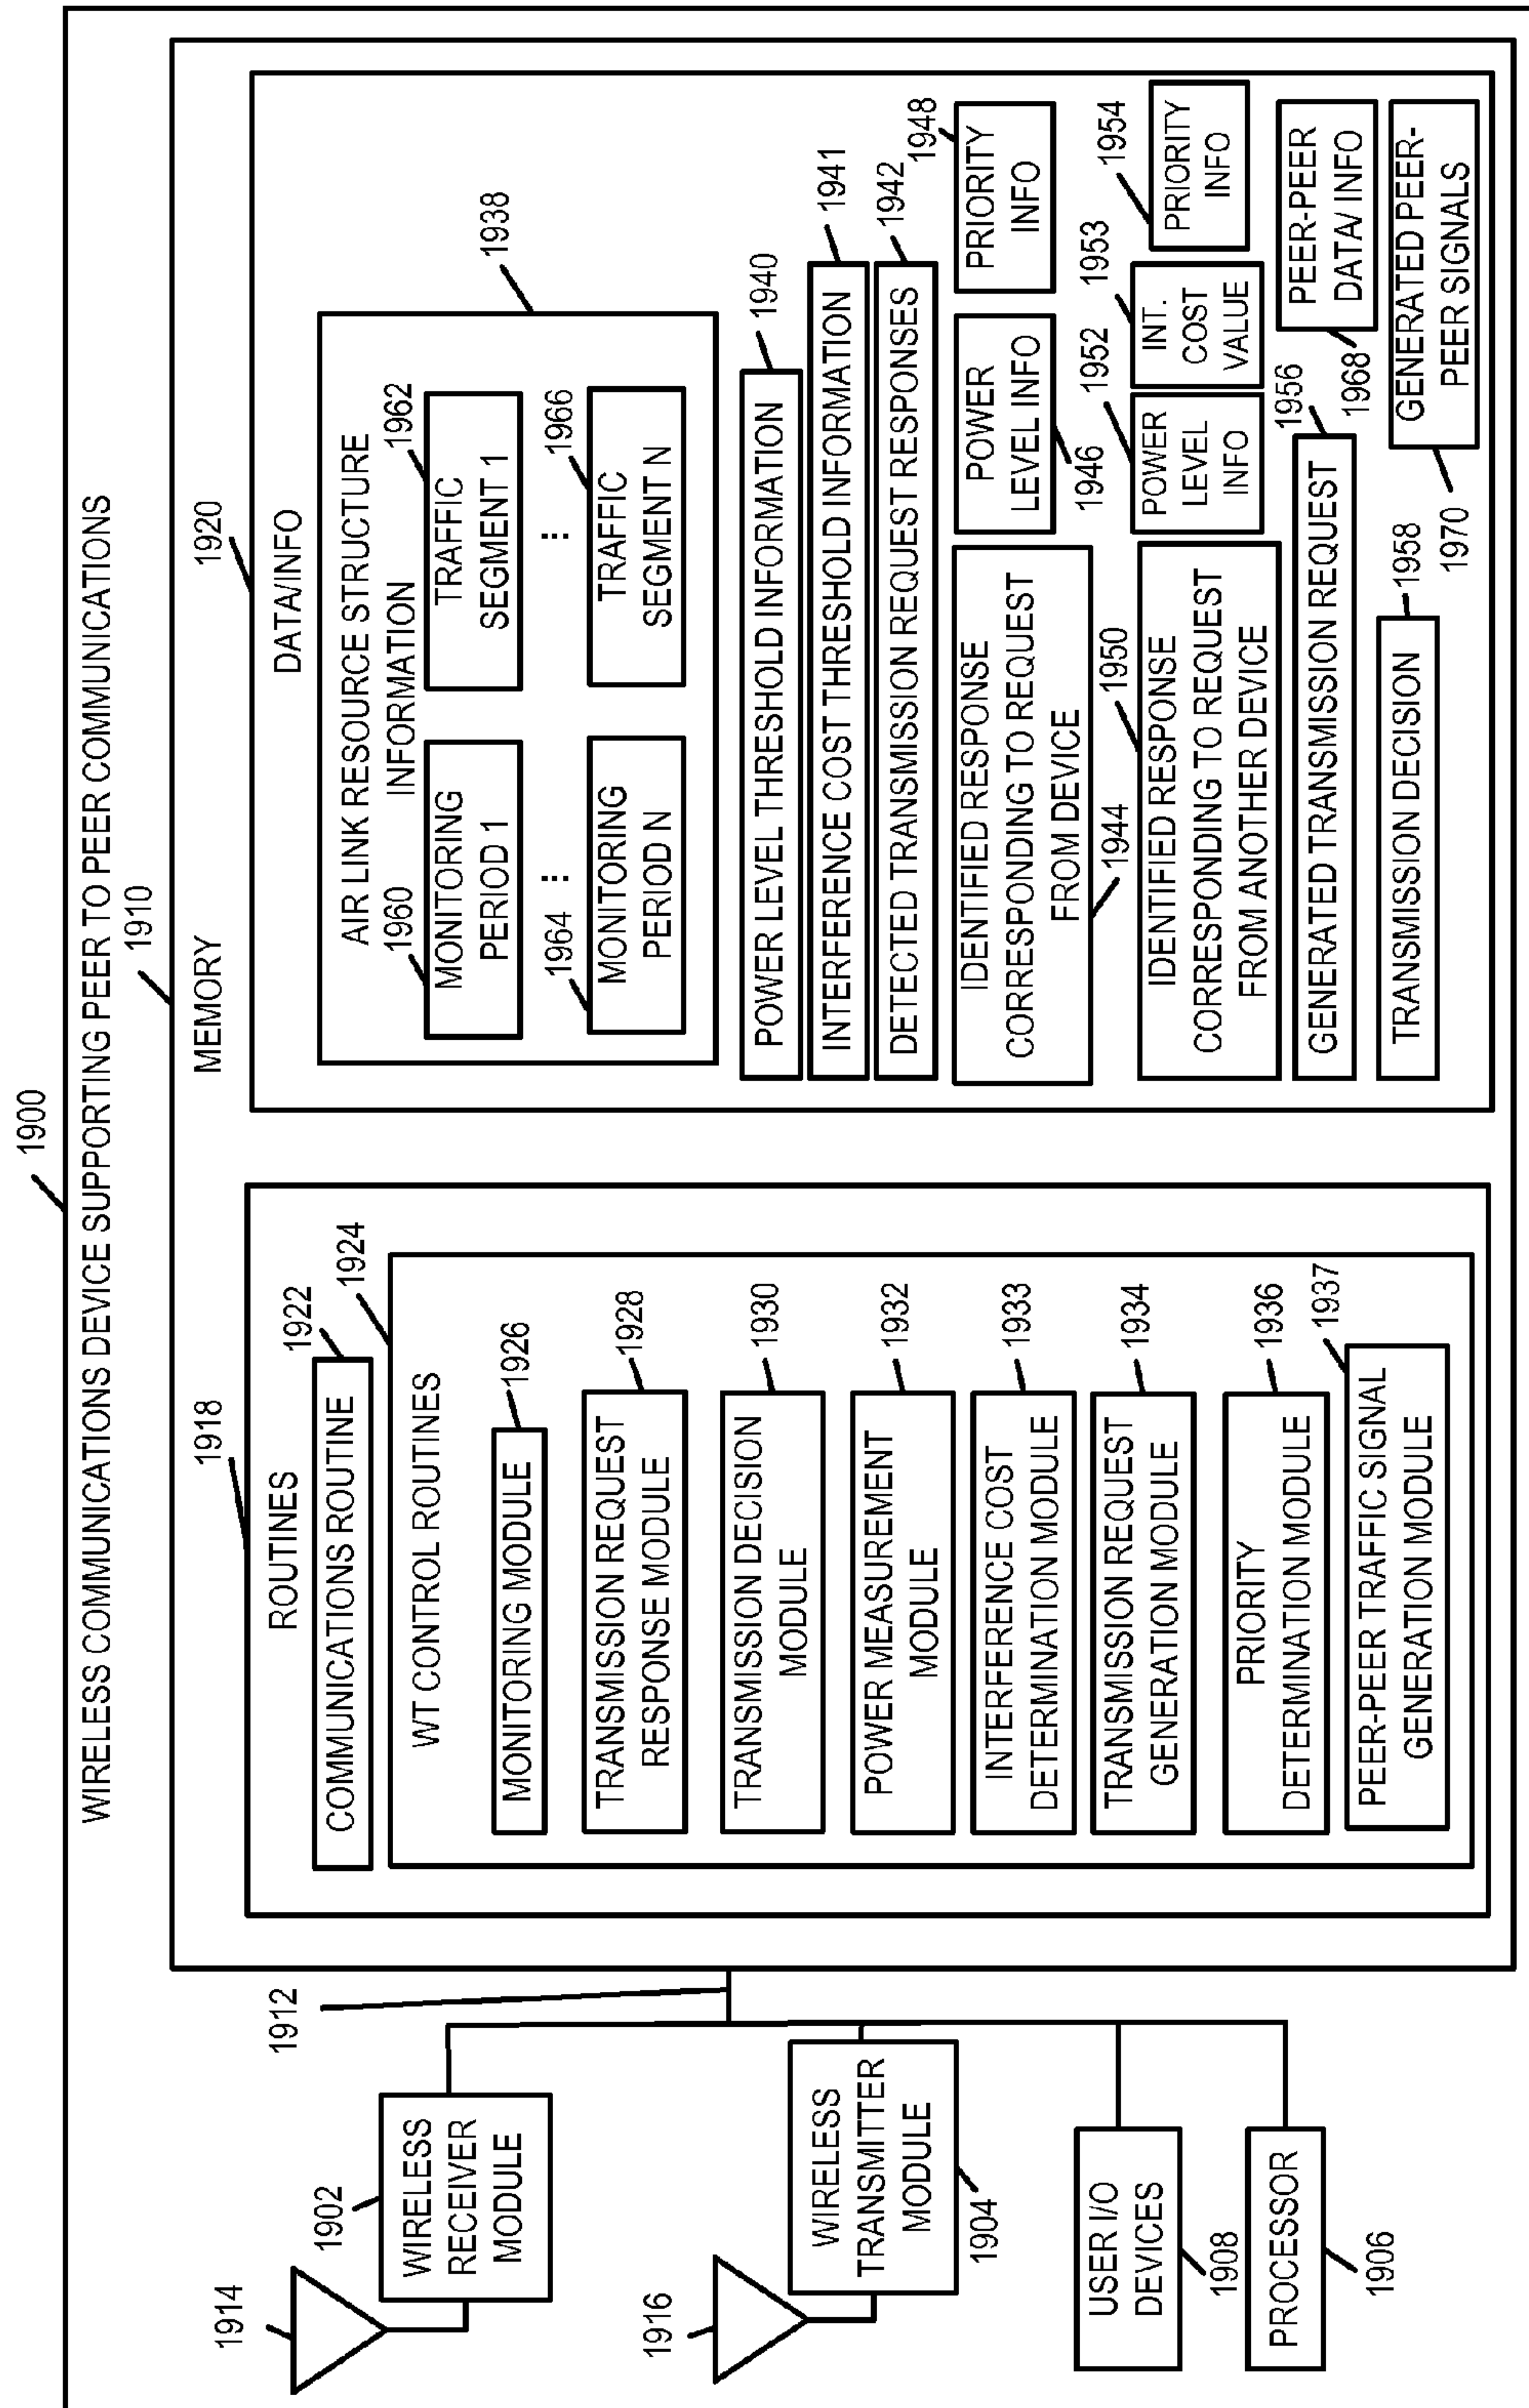 1900
WIRELESS COMMUNICATIONS DEVICE SUPPORTING PEER TO PEER COMMUNICATIONS
1910
MEMORY
1914
1902
WIRELESS
RECEIVER
MODULE
1912
1916
WIRELESS
TRANSMITTER
MODULE
1904
USER I/O
DEVICES
1908
PROCESSOR
1906
1918
ROUTINES
1922
COMMUNICATIONS ROUTINE
1924
WT CONTROL ROUTINES
1926
MONITORING MODULE
1928
TRANSMISSION REQUEST
RESPONSE MODULE
1930
TRANSMISSION DECISION
MODULE
1932
POWER MEASUREMENT
MODULE
1933
INTERFERENCE COST
DETERMINATION MODULE
1934
TRANSMISSION REQUEST
GENERATION MODULE
1936
PRIORITY
DETERMINATION MODULE
1937
PEER-PEER TRAFFIC SIGNAL
GENERATION MODULE
1920
DATA/INFO
1938
AIR LINK RESOURCE STRUCTURE
INFORMATION
1960
MONITORING
PERIOD 1
1962
TRAFFIC
SEGMENT 1
...
...
1964
MONITORING
PERIOD N
1966
TRAFFIC
SEGMENT N
1940
POWER LEVEL THRESHOLD INFORMATION
1941
INTERFERENCE COST THRESHOLD INFORMATION
1942
DETECTED TRANSMISSION REQUEST RESPONSES
IDENTIFIED RESPONSE
CORRESPONDING TO REQUEST
FROM DEVICE
1944
POWER
LEVEL INFO
1946
1948
PRIORITY
INFO
1950
IDENTIFIED RESPONSE
CORRESPONDING TO REQUEST
FROM ANOTHER DEVICE
1952
POWER
LEVEL
INFO
1953
INT.
COST
VALUE
1954
PRIORITY
INFO
1956
GENERATED TRANSMISSION REQUEST
PEER-PEER
DATA/ INFO
1968
1958
TRANSMISSION DECISION
GENERATED PEER-
PEER SIGNALS
1970